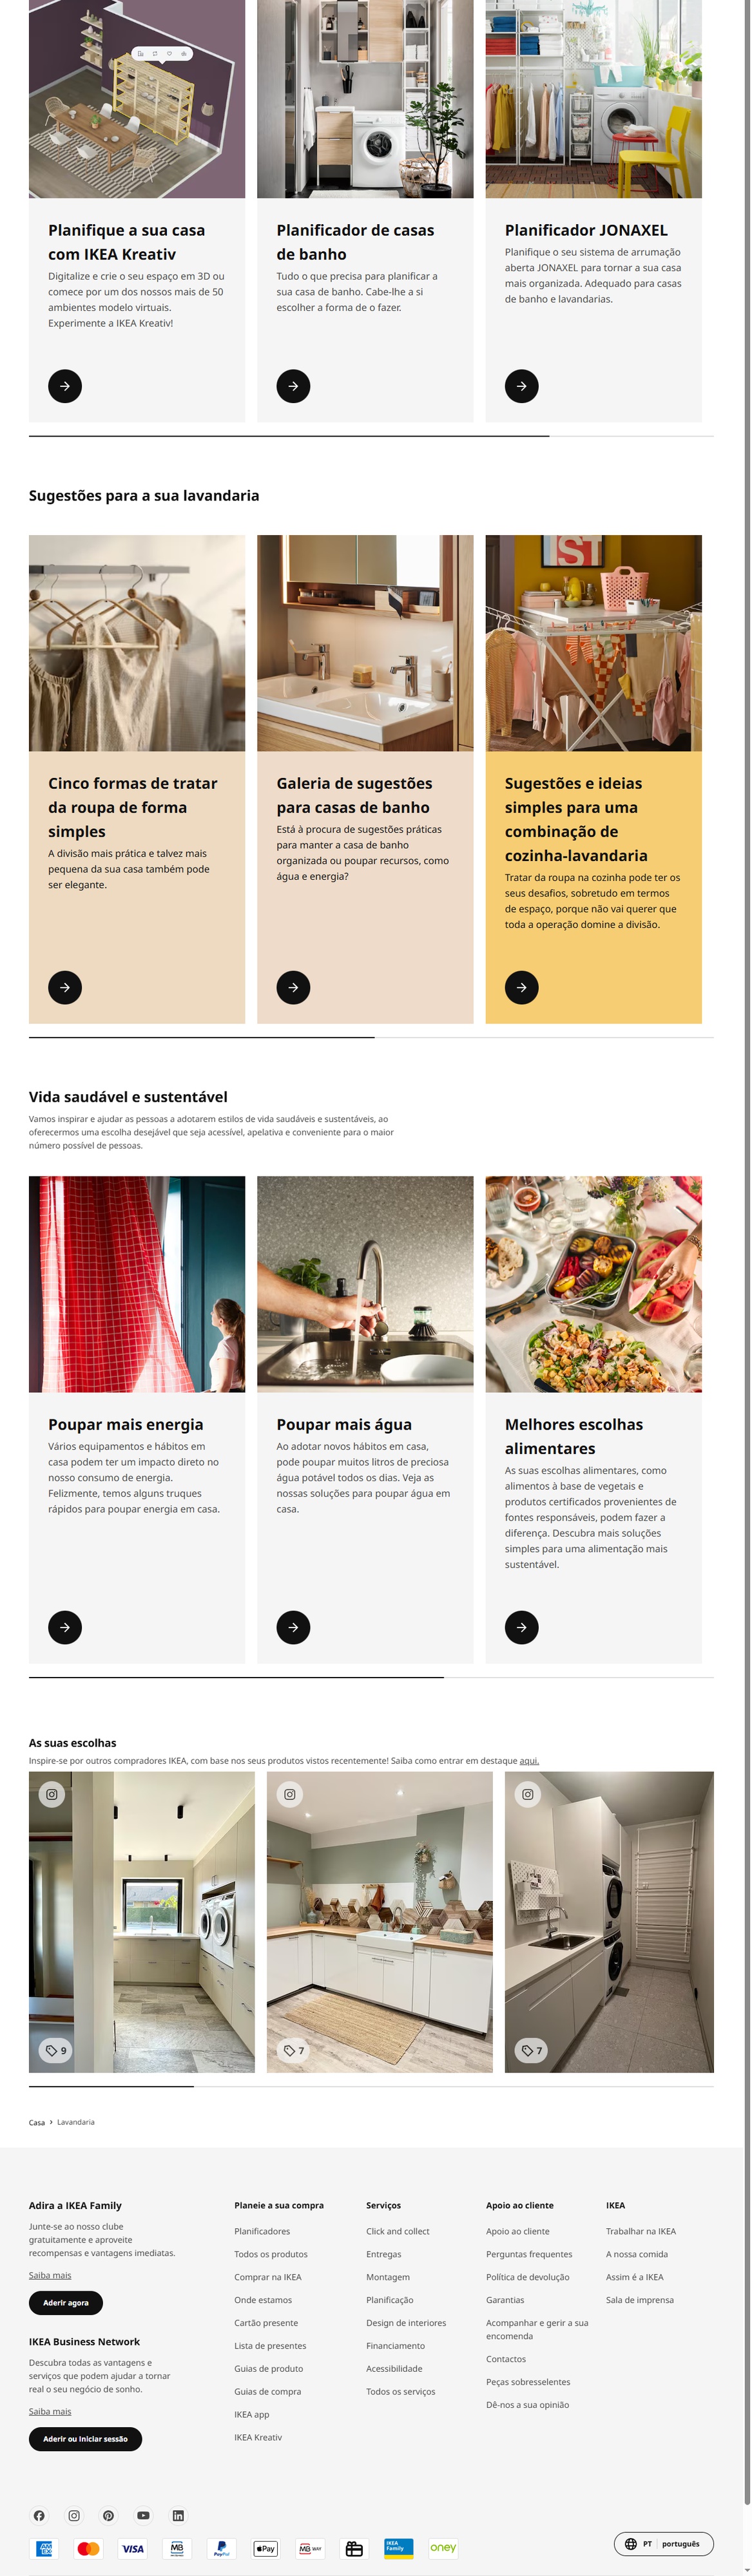 Planifique a sua casa
com IKEA Kreativ
Digitalize e crie o seu espaço em 3D ou
comece por um dos nossos mais de 50
ambientes modelo virtuais.
Experimente a IKEA Kreativ!
Planificador de casas
de banho
Tudo o que precisa para planificar a
sua casa de banho. Cabe-lhe a si
escolher a forma de o fazer.
Planificador JONAXEL
Planifique o seu sistema de arrumação
aberta JONAXEL para tornar a sua casa
mais organizada. Adequado para casas
de banho e lavandarias.
Sugestões para a sua lavandaria
ST
Cinco formas de tratar
da roupa de forma
simples
A divisão mais prática e talvez mais
pequena da sua casa também pode
ser elegante.
Galeria de sugestões
para casas de banho
Está à procura de sugestões práticas
para manter a casa de banho
organizada ou poupar recursos, como
água e energia?
Sugestões e ideias
simples para uma
combinação de
cozinha-lavandaria
Tratar da roupa na cozinha pode ter os
seus desafios, sobretudo em termos
de espaço, porque não vai querer que
toda a operação domine a divisão.
Vida saudável e sustentável
Vamos inspirar e ajudar as pessoas a adotarem estilos de vida saudáveis e sustentáveis, ao
oferecermos uma escolha desejável que seja acessível, apelativa e conveniente para o maior
número possível de pessoas.
Poupar mais energia
Vários equipamentos e hábitos em
casa podem ter um impacto direto no
nosso consumo de energia.
Felizmente, temos alguns truques
rápidos para poupar energia em casa.
Poupar mais água
Ao adotar novos hábitos em casa,
pode poupar muitos litros de preciosa
água potável todos os dias. Veja as
nossas soluções para poupar água em
casa.
Melhores escolhas
alimentares
As suas escolhas alimentares, como
alimentos à base de vegetais e
produtos certificados provenientes de
fontes responsáveis, podem fazer a
diferença. Descubra mais soluções
simples para uma alimentação mais
sustentável.
As suas escolhas
Inspire-se por outros compradores IKEA, com base nos seus produtos vistos recentemente! Saiba como entrar em destaque aqui.
9
7
7
Casa › Lavandaria
Adira a IKEA Family
Junte-se ao nosso clube
gratuitamente e aproveite
recompensas e vantagens imediatas.
Saiba mais
Aderir agora
IKEA Business Network
Descubra todas as vantagens e
serviços que podem ajudar a tornar
real o seu negócio de sonho.
Saiba mais
Aderir ou iniciar sessão
Planeie a sua compra
Planificadores
Todos os produtos
Comprar na IKEA
Onde estamos
Cartão presente
Lista de presentes
Guias de produto
Guias de compra
IKEA app
IKEA Kreativ
Serviços
Click and collect
Entregas
Montagem
Planificação
Design de interiores
Financiamento
Acessibilidade
Todos os serviços
Apoio ao cliente
Apoio ao cliente
Perguntas frequentes
Política de devolução
Garantias
Acompanhar e gerir a sua
encomenda
Contactos
Peças sobresselentes
Dê-nos a sua opinião
IKEA
Trabalhar na IKEA
A nossa comida
Assim é a IKEA
Sala de imprensa
AMEX
VISA
MB
PayPal
Pay
MB WAY
IKEA Family
oney
PT português